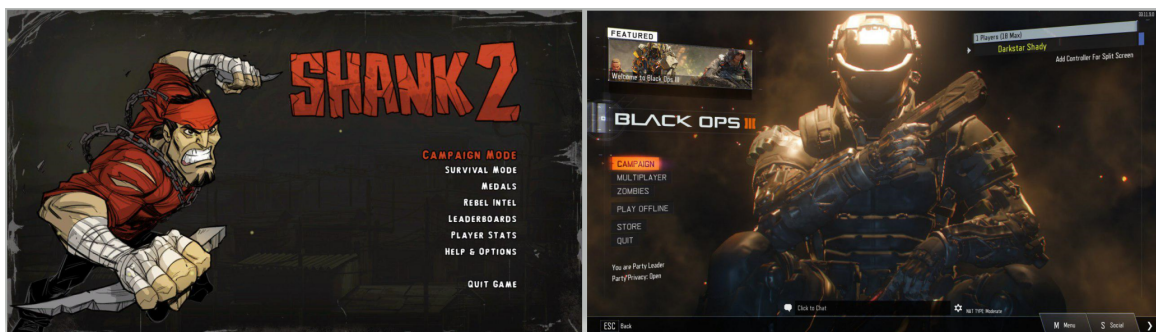 SHANK 2
CAMPAIGN MODE
SURVIVAL MODE
MEDALS
REBEL INTEL
LEADERBOARDS
PLAYER STATS
HELP & OPTIONS
QUIT GAME
FEATURED
Welcome to Black Ops III
BLACK OPS III
CAMPAIGN
MULTIPLAYER
ZOMBIES
PLAY OFFLINE
STORE
QUIT
You are Party Leader
Party Privacy: Open
1 Players (18 Max)
Darkstar Shady
Add Controller For Split Screen
Click to Chat
NAT TYPE Moderate
ESC Back
M Menu
S Social